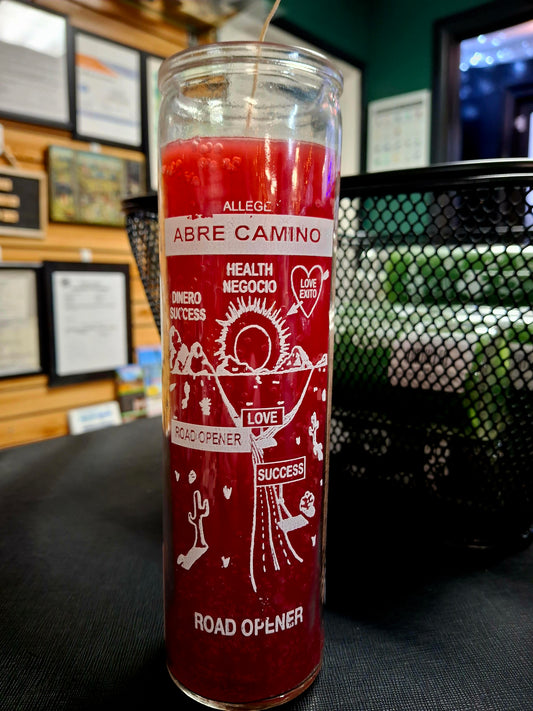 ALLEGE
ABRE CAMINO
HEALTH
NEGOCIO
LOVE
EXITO
DINERO
SUCCESS
LOVE
ROAD OPENER
SUCCESS
ROAD OPENER